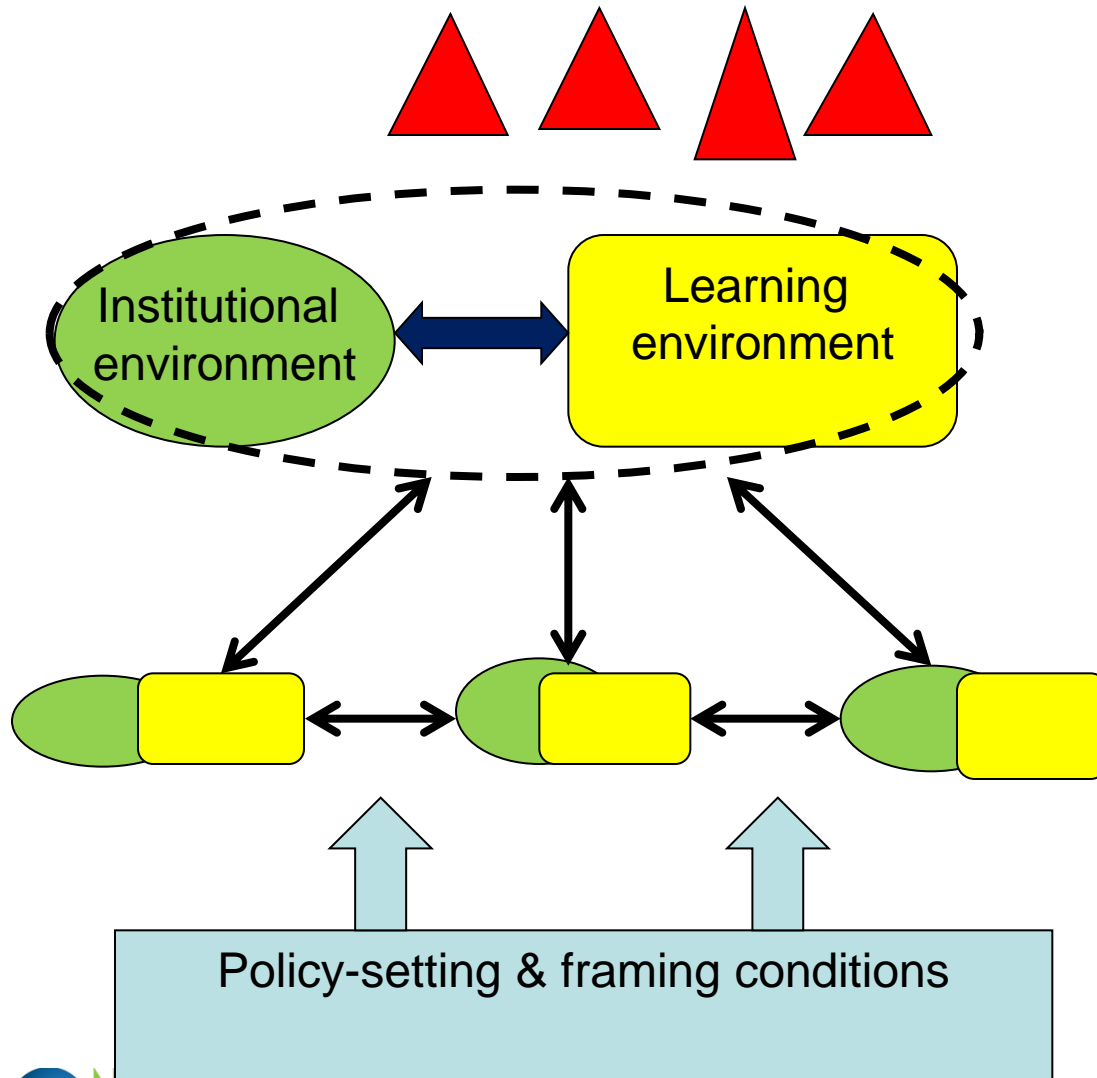 Institutional
environment
Learning
environment
Policy-setting & framing conditions